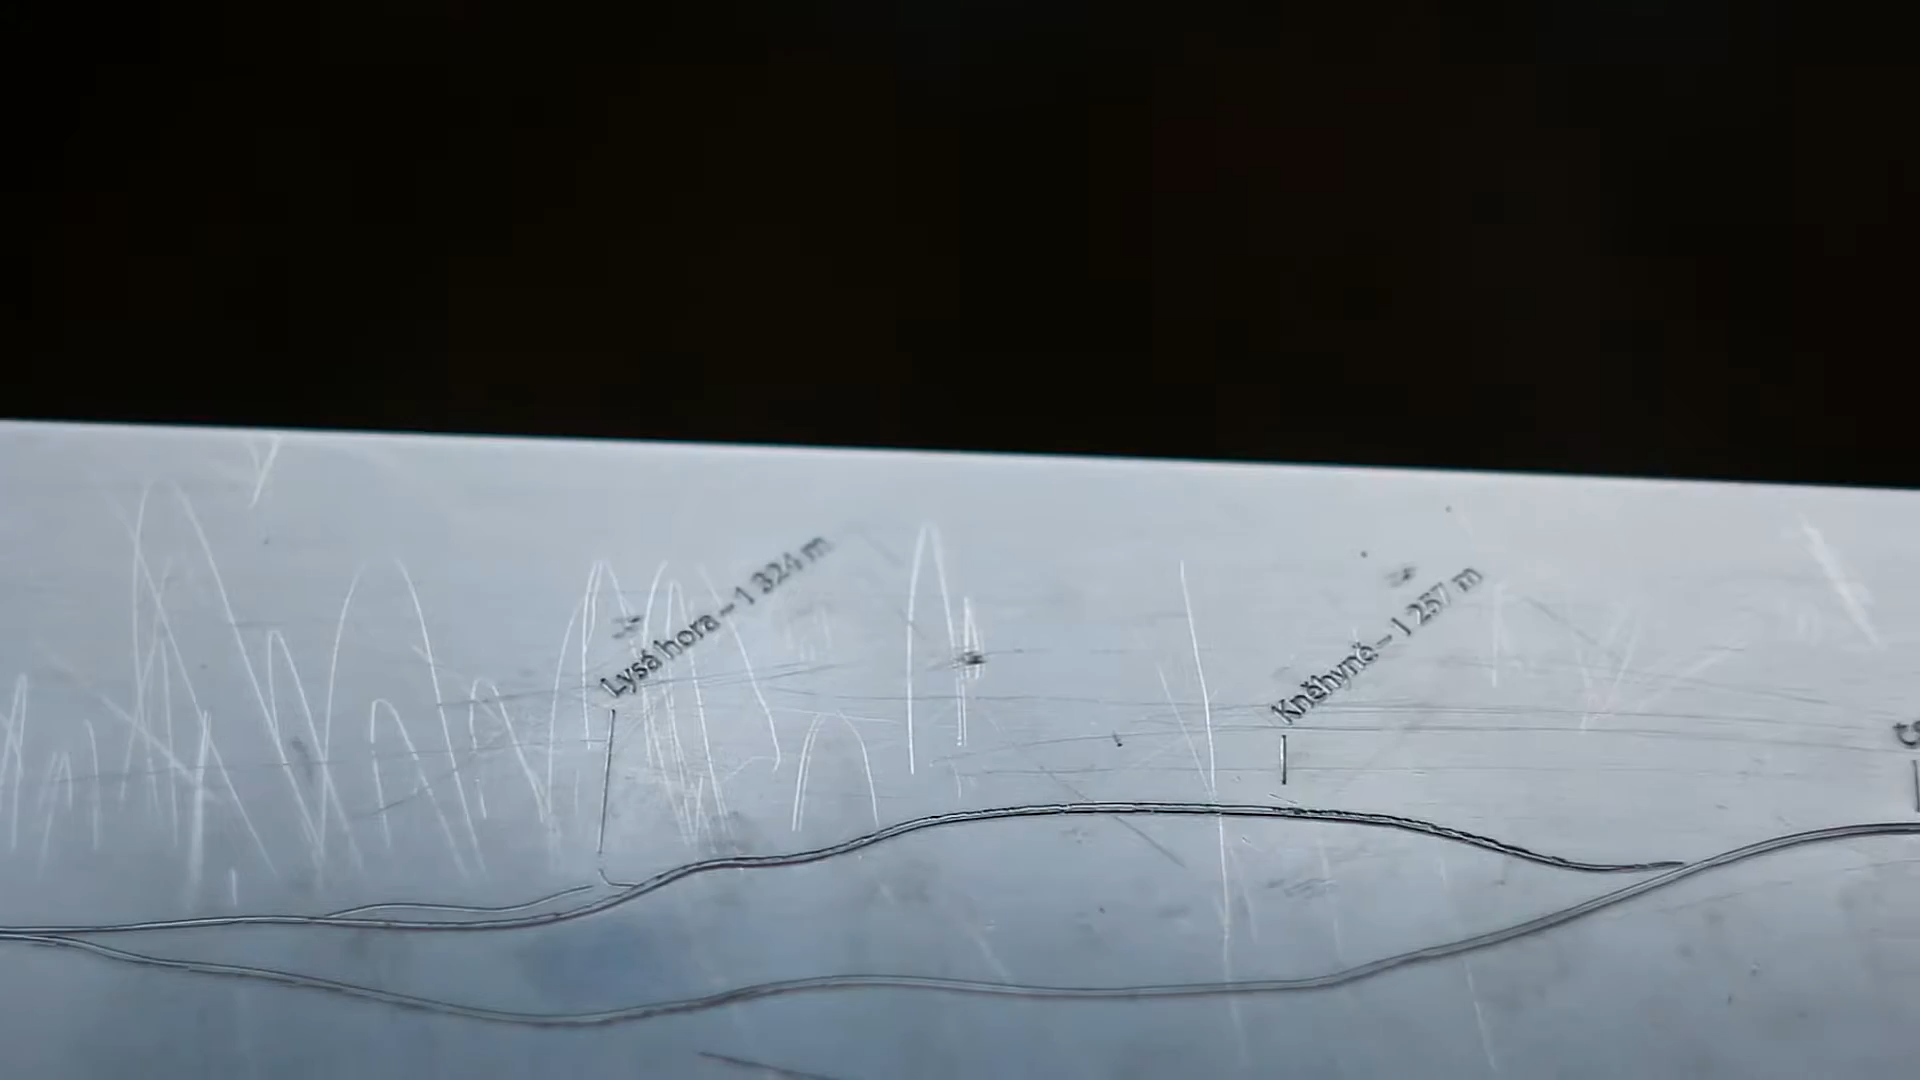 Lysá hora – 1 324 m
Kněhyně – 1 257 m